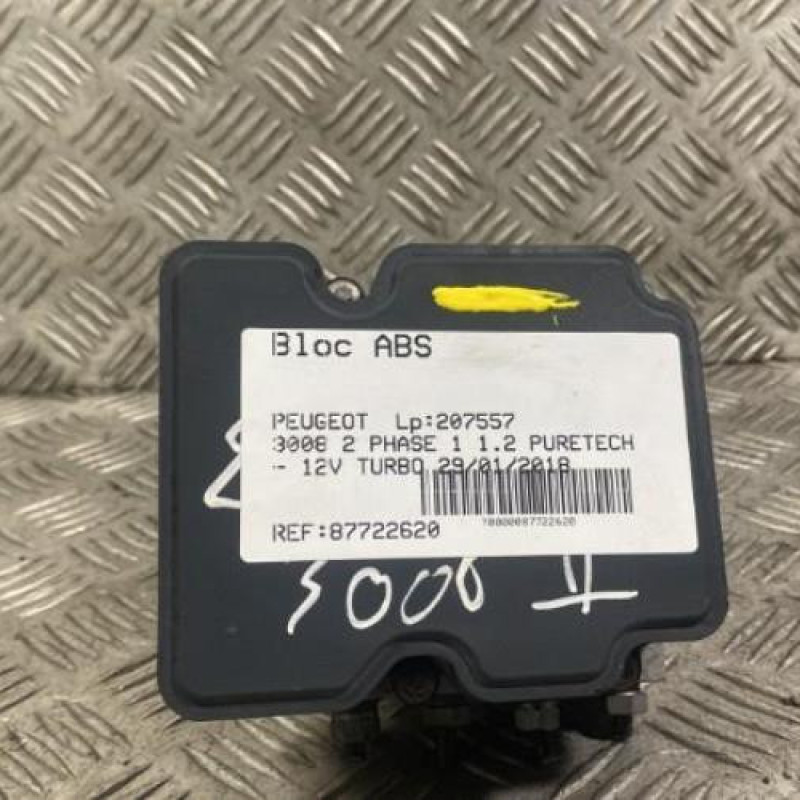 Bloc ABS
PEUGEOT Lp:207557
3008 2 PHASE 1 1.2 PURETECH
- 12V TURBO 29/01/2018
T0000087722620
REF:87722620
3008 II